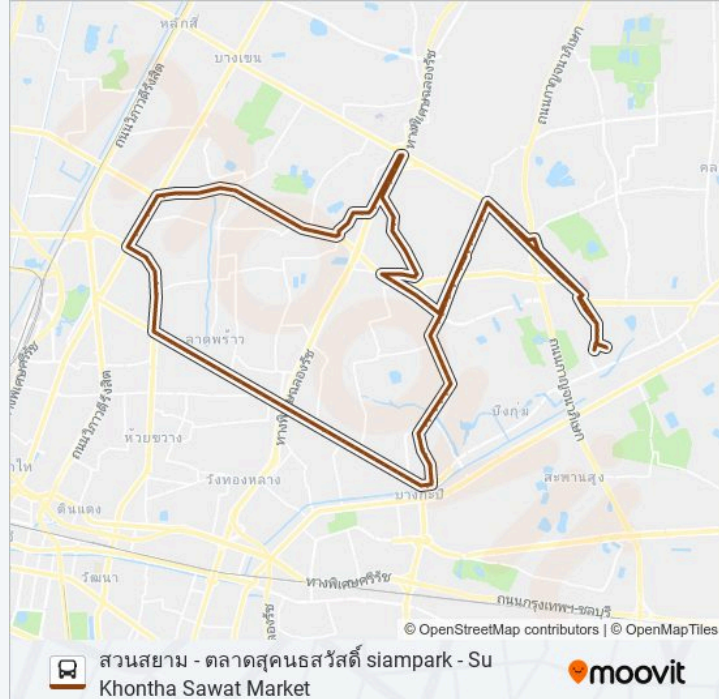 หลักสี่
บางเขน
ถนนวิภาวดีรังสิต
ทางพิเศษฉลองรัช
ถนนกาญจนาภิเษก
คล
ลาดพร้าว
ทางพิเศษฉลองรัช
ถนนวิภาวดีรังสิต
ถนนกาญจนาภิเษก
บึงกุ่ม
ห้วยขวาง
วังทองหลาง
สะพานสูง
บางกะปิ
ดินแดง
วัฒนา
ทางพิเศษศรีรัช
ถนนกรุงเทพฯ-ชลบุรี
© OpenStreetMap contributors | © OpenMapTiles
สวนสยาม - ตลาดสุคนธสวัสดิ์ siampark - Su
Khontha Sawat Market
moovit